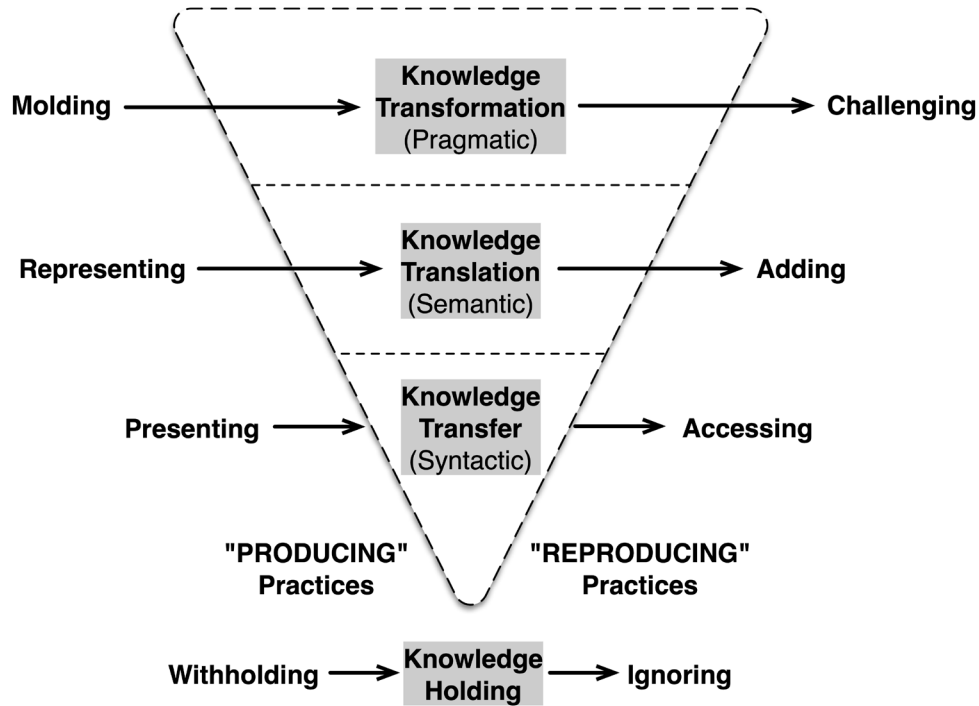 Knowledge
Molding Transformation Challenging
(Pragmatic)
Knowledge
Representing Translation Adding
(Semantic)
Knowledge
Presenting Transfer Accessing
(Syntactic)
"PRODUCING" "REPRODUCING"
Practices Practices
Withholding Knowledge Ignoring
Holding